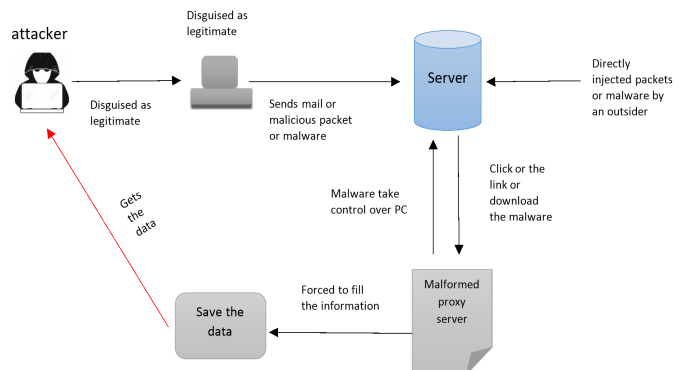 attacker
Disguised as
legitimate
Disguised as
legitimate
Sends mail or
malicious packet
or malware
Server
Directly
injected packets
or malware by
an outsider
Click or the
link or
download
the malware
Malware take
control over PC
Malformed
proxy
server
Forced to fill
the information
Save the
data
Gets
the
data